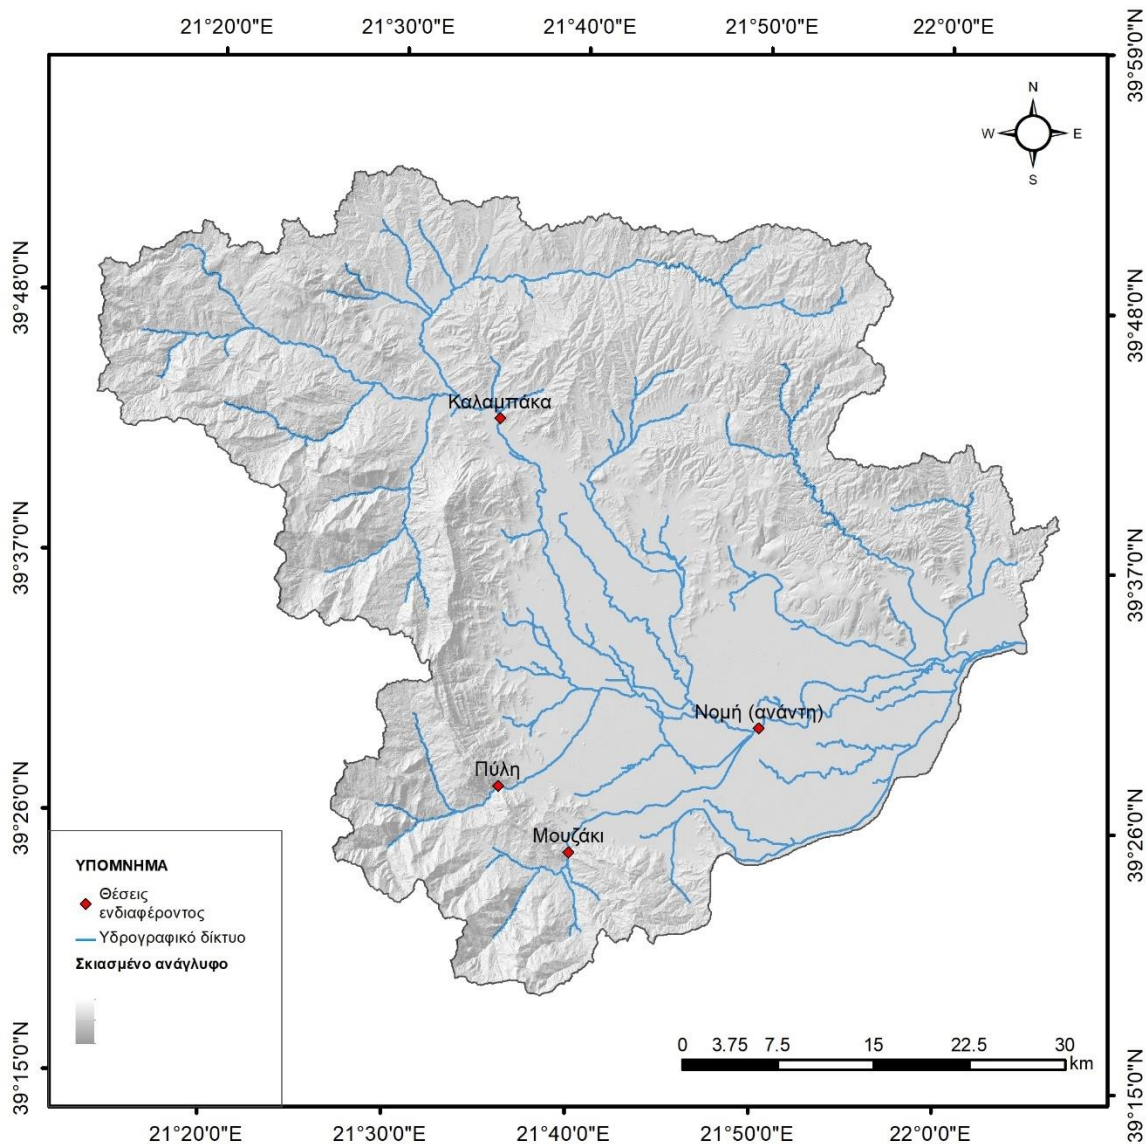 21°20'0"E 21°30'0"E 21°40'0"E 21°50'0"E 22°0'0"E
39°59'0"N
N
W E
S
39°48'0"N
39°48'0"N
Καλαμπάκα
39°37'0"N
39°37'0"N
Νομή (ανάντη)
Πύλη
39°26'0"N
39°26'0"N
Μουζάκι
ΥΠΟΜΝΗΜΑ
Θέσεις
ενδιαφέροντος
Υδρογραφικό δίκτυο
Σκιασμένο ανάγλυφο
0 3.75 7.5 15 22.5 30
km
39°15'0"N
39°15'0"N
21°20'0"E 21°30'0"E 21°40'0"E 21°50'0"E 22°0'0"E